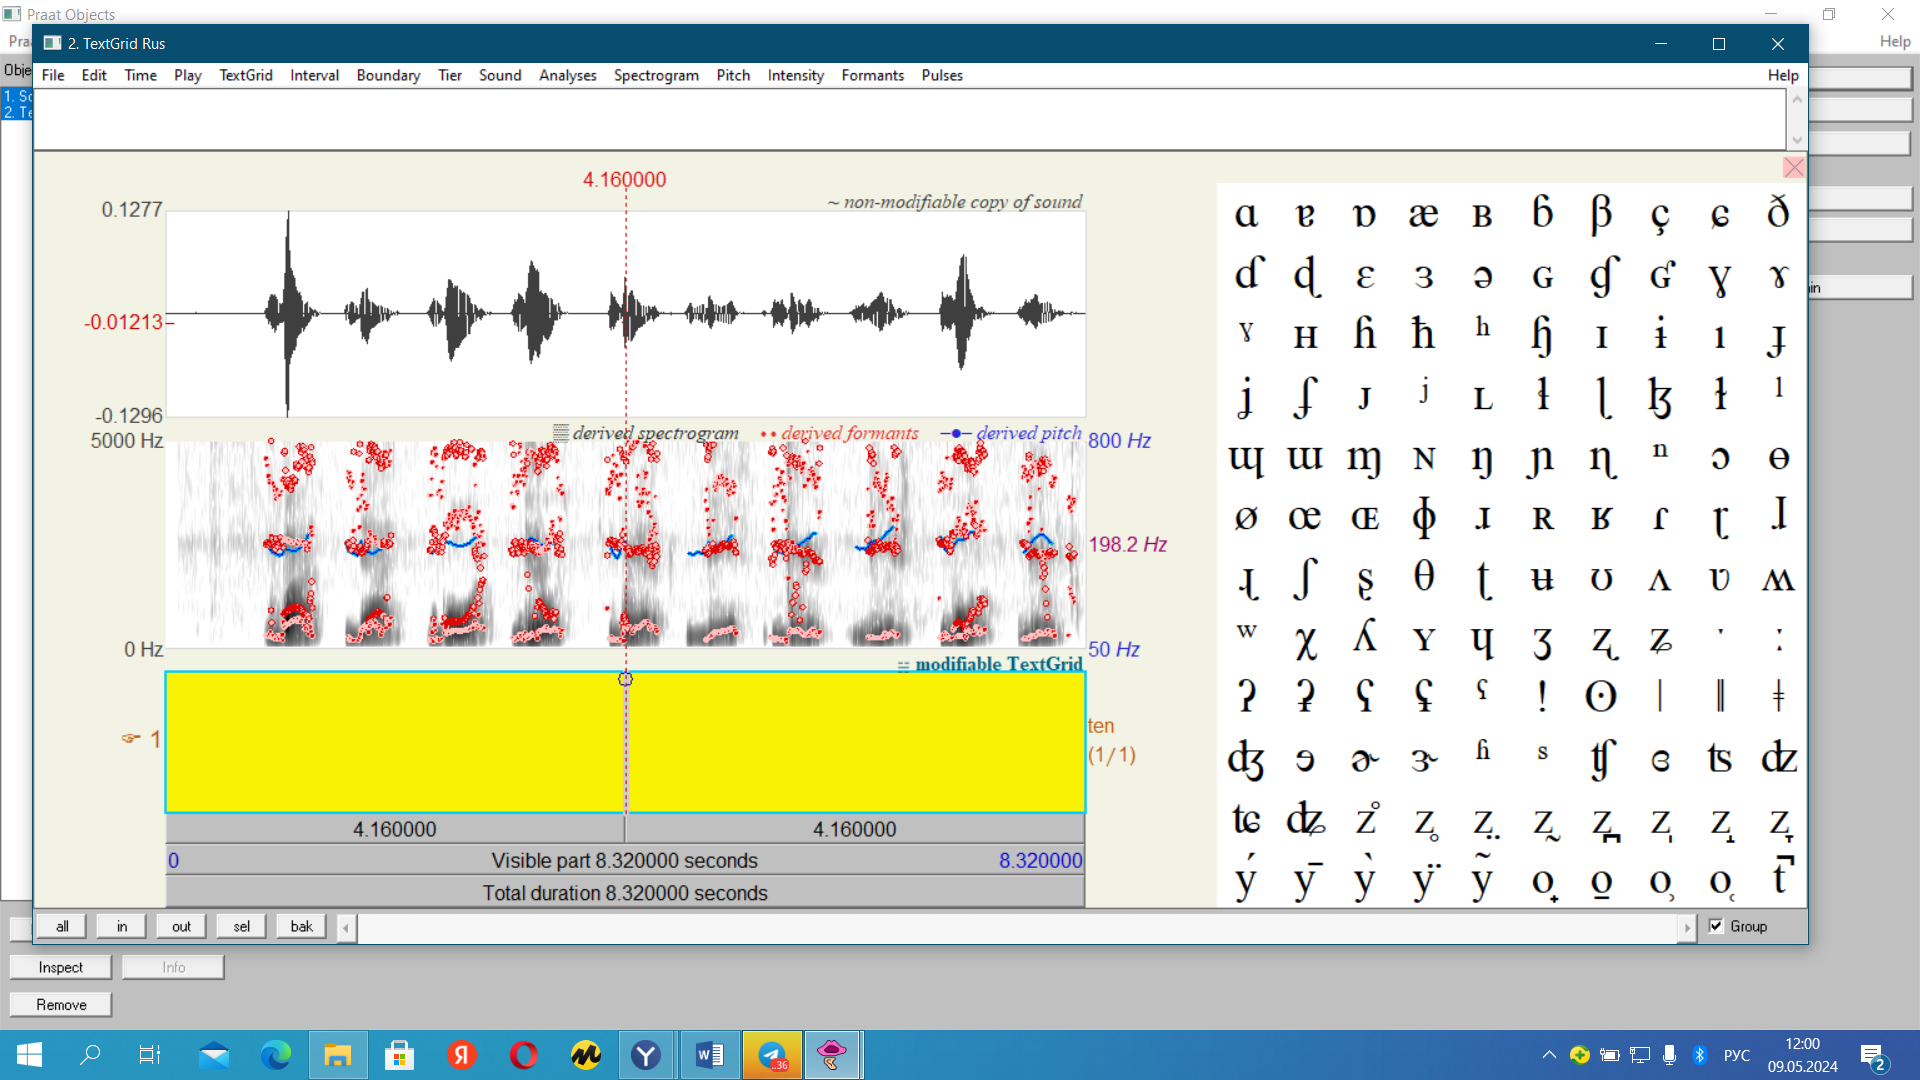 Praat Objects
2. TextGrid Rus
Help
File Edit Time Play TextGrid Interval Boundary Tier Sound Analyses Spectrogram Pitch Intensity Formants Pulses Help
4.160000
~ non-modifiable copy of sound
0.1277
-0.01213
-0.1296
5000 Hz
derived spectrogram
derived formants
derived pitch
800 Hz
198.2 Hz
0 Hz
50 Hz
modifiable TextGrid
1
ten
(1/1)
4.160000 4.160000
0 Visible part 8.320000 seconds 8.320000
Total duration 8.320000 seconds
ɑ ɐ ɒ æ ʙ ɓ β ç ɕ ð
ɗ ɖ ɛ ɜ ə ɢ ɠ ʛ ɣ ɤ
ˠ ʜ ɦ ħ ʰ ɧ ɪ ɨ ı ɟ
ʝ ʄ ᴊ ʲ ʟ ɬ ɭ ɮ ɫ ˡ
ɰ ɯ ɱ ɴ ŋ ɲ ɳ ⁿ ɔ ɵ
ø œ ɶ ɸ ɹ ʀ ʁ ɾ ɽ ɺ
ɻ ʃ ʂ θ ʈ ʉ ʊ ʌ ʋ ʍ
ʷ χ ʎ ʏ ɥ ʒ ʐ ʑ ˑ ː
ʔ ʡ ʕ ʢ ˤ ! ʘ ǀ ǁ ǂ
ʤ ɘ ɚ ɝ ʱ ˢ ʧ ɞ ʦ ʣ
ʨ ʥ z̊ z̥ z̤ z̰ z̪ z̩ z̺ z̞
ý ȳ ỳ ÿ ỹ o̟ o̠ o̹ o̜ t̚
all in out sel bak Group
Inspect Info
Remove
..36
РУС
12:00
09.05.2024
2